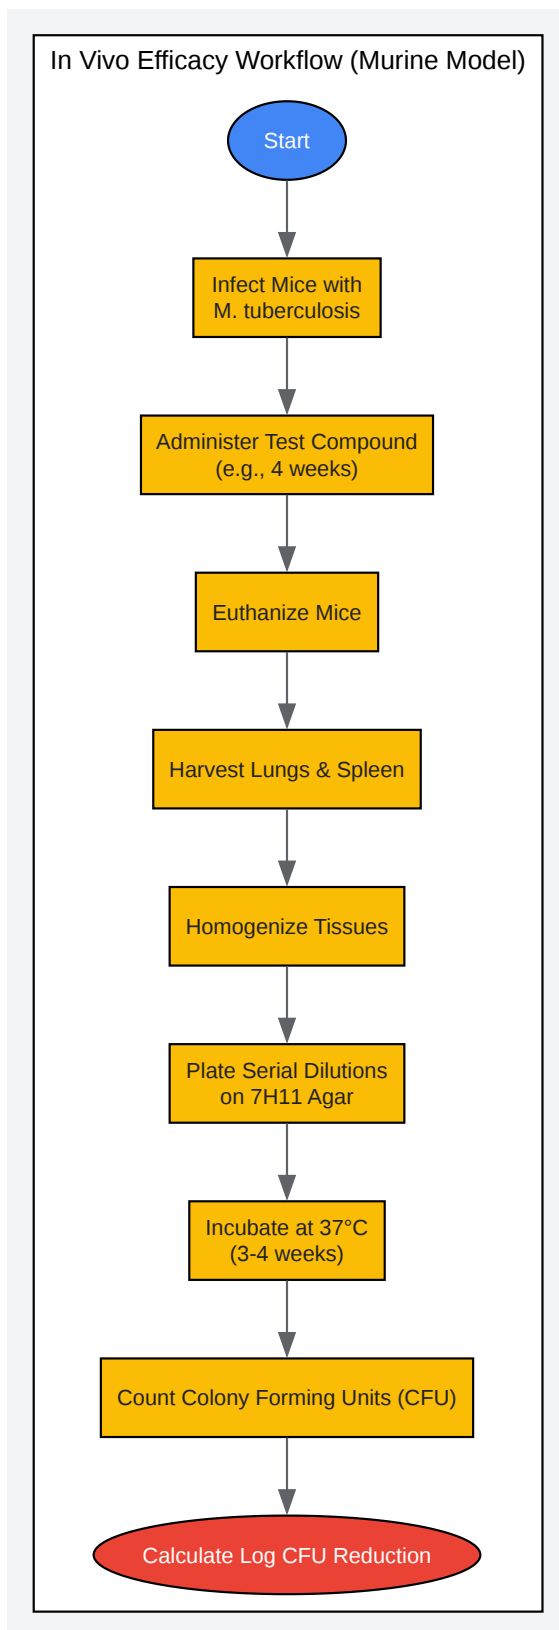 In Vivo Efficacy Workflow (Murine Model)
Start
Infect Mice with
M. tuberculosis
Administer Test Compound
(e.g., 4 weeks)
Euthanize Mice
Harvest Lungs & Spleen
Homogenize Tissues
Plate Serial Dilutions
on 7H11 Agar
Incubate at 37°C
(3-4 weeks)
Count Colony Forming Units (CFU)
Calculate Log CFU Reduction